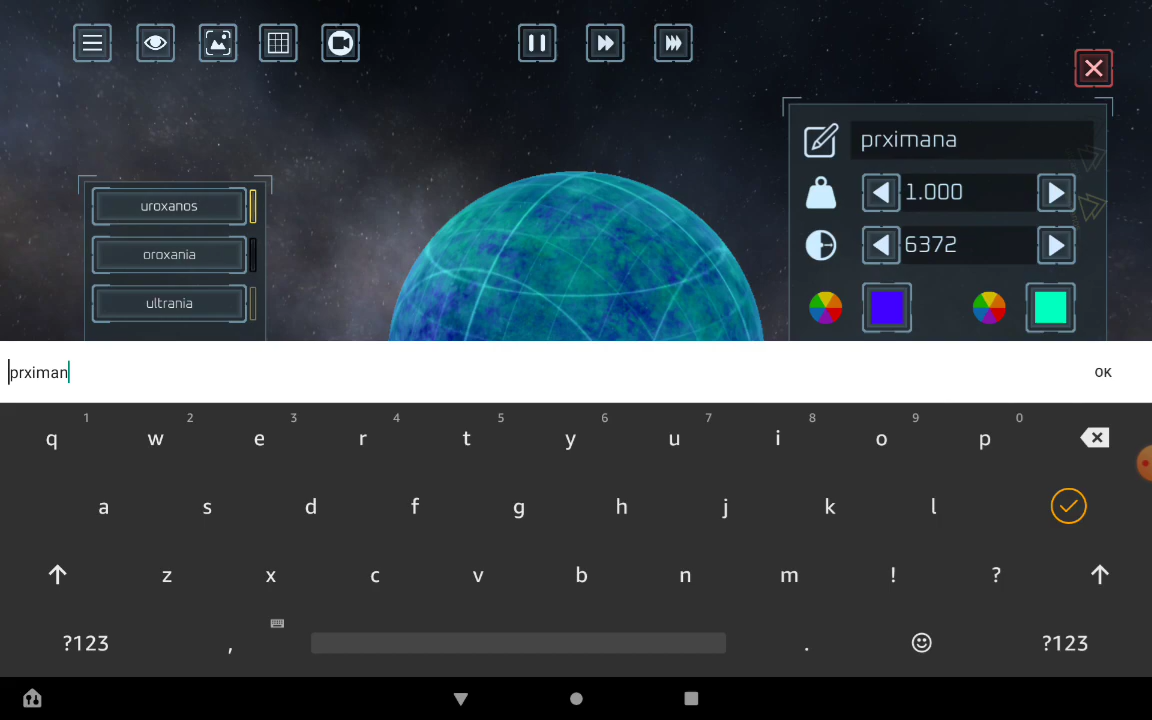 prximana
1.000
6372
uroxanos
oroxania
ultrania
prximan
OK
1 2 3 4 5 6 7 8 9 0
q w e r t y u i o p
a s d f g h j k l
z x c v b n m ! ?
?123 , . ?123